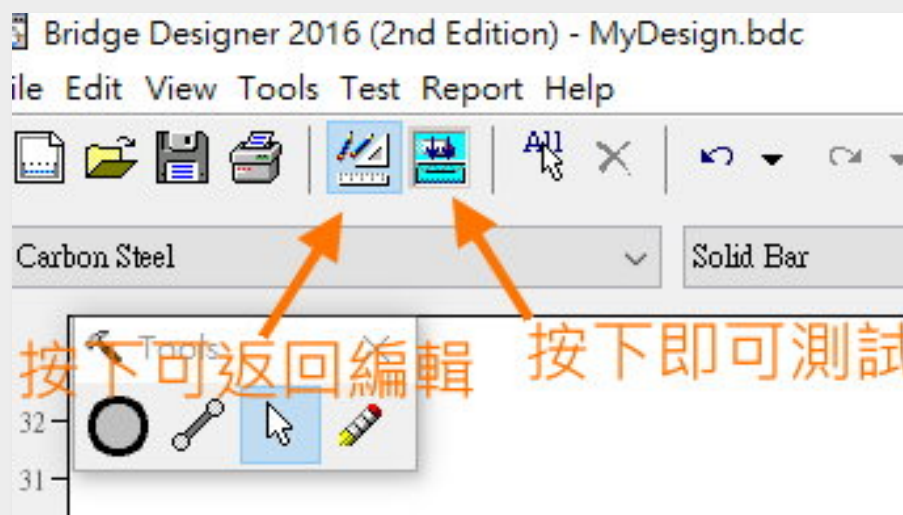 Bridge Designer 2016 (2nd Edition) - MyDesign.bdc
ile Edit View Tools Test Report Help
All
Carbon Steel
Solid Bar
Tools
按下可返回編輯
按下即可測試
32
31